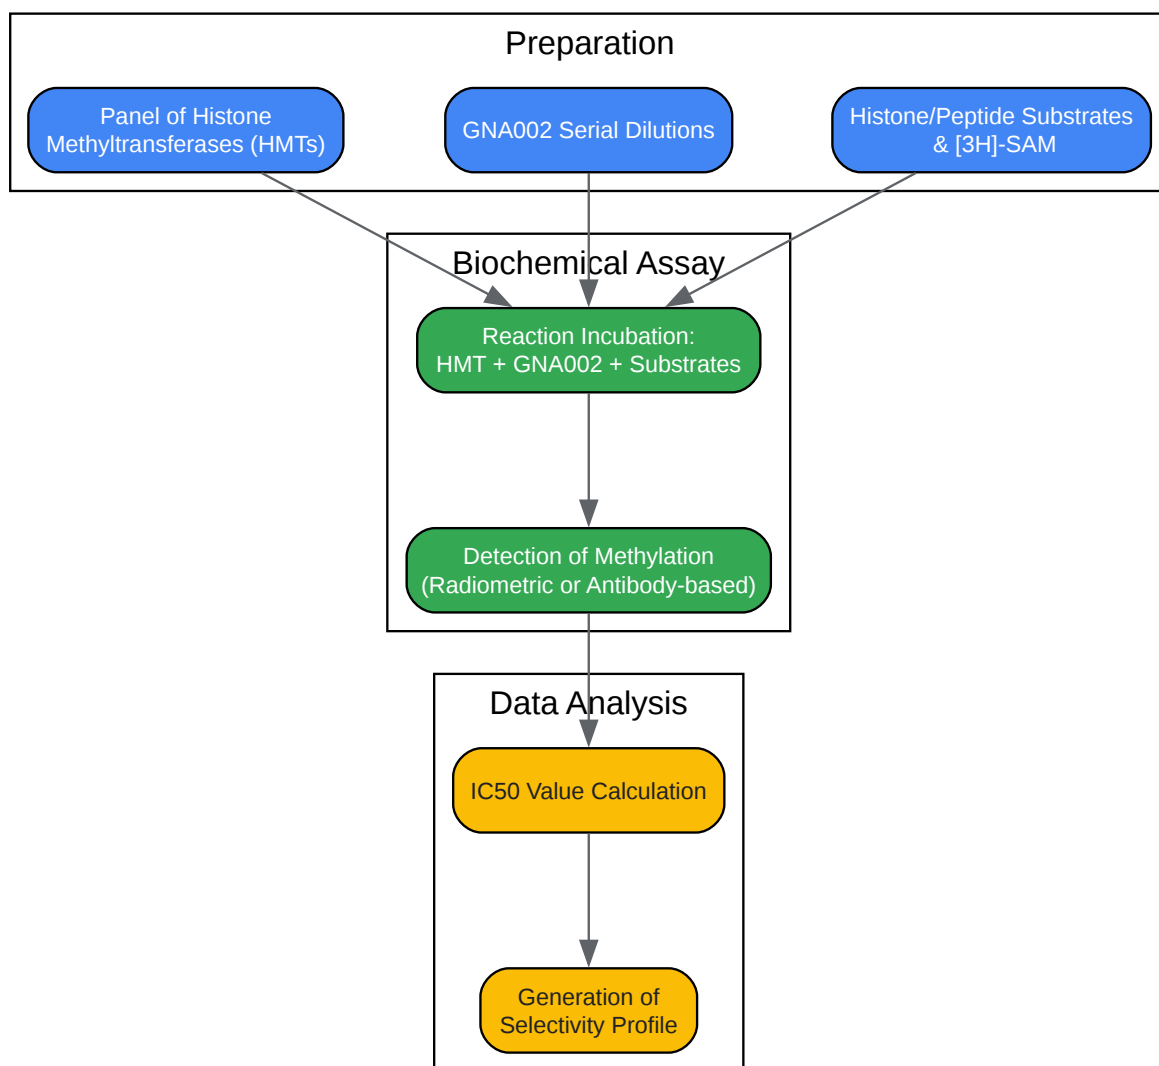 Preparation
Panel of Histone
Methyltransferases (HMTs)
GNA002 Serial Dilutions
Histone/Peptide Substrates
& [3H]-SAM
Biochemical Assay
Reaction Incubation:
HMT + GNA002 + Substrates
Detection of Methylation
(Radiometric or Antibody-based)
Data Analysis
IC50 Value Calculation
Generation of
Selectivity Profile